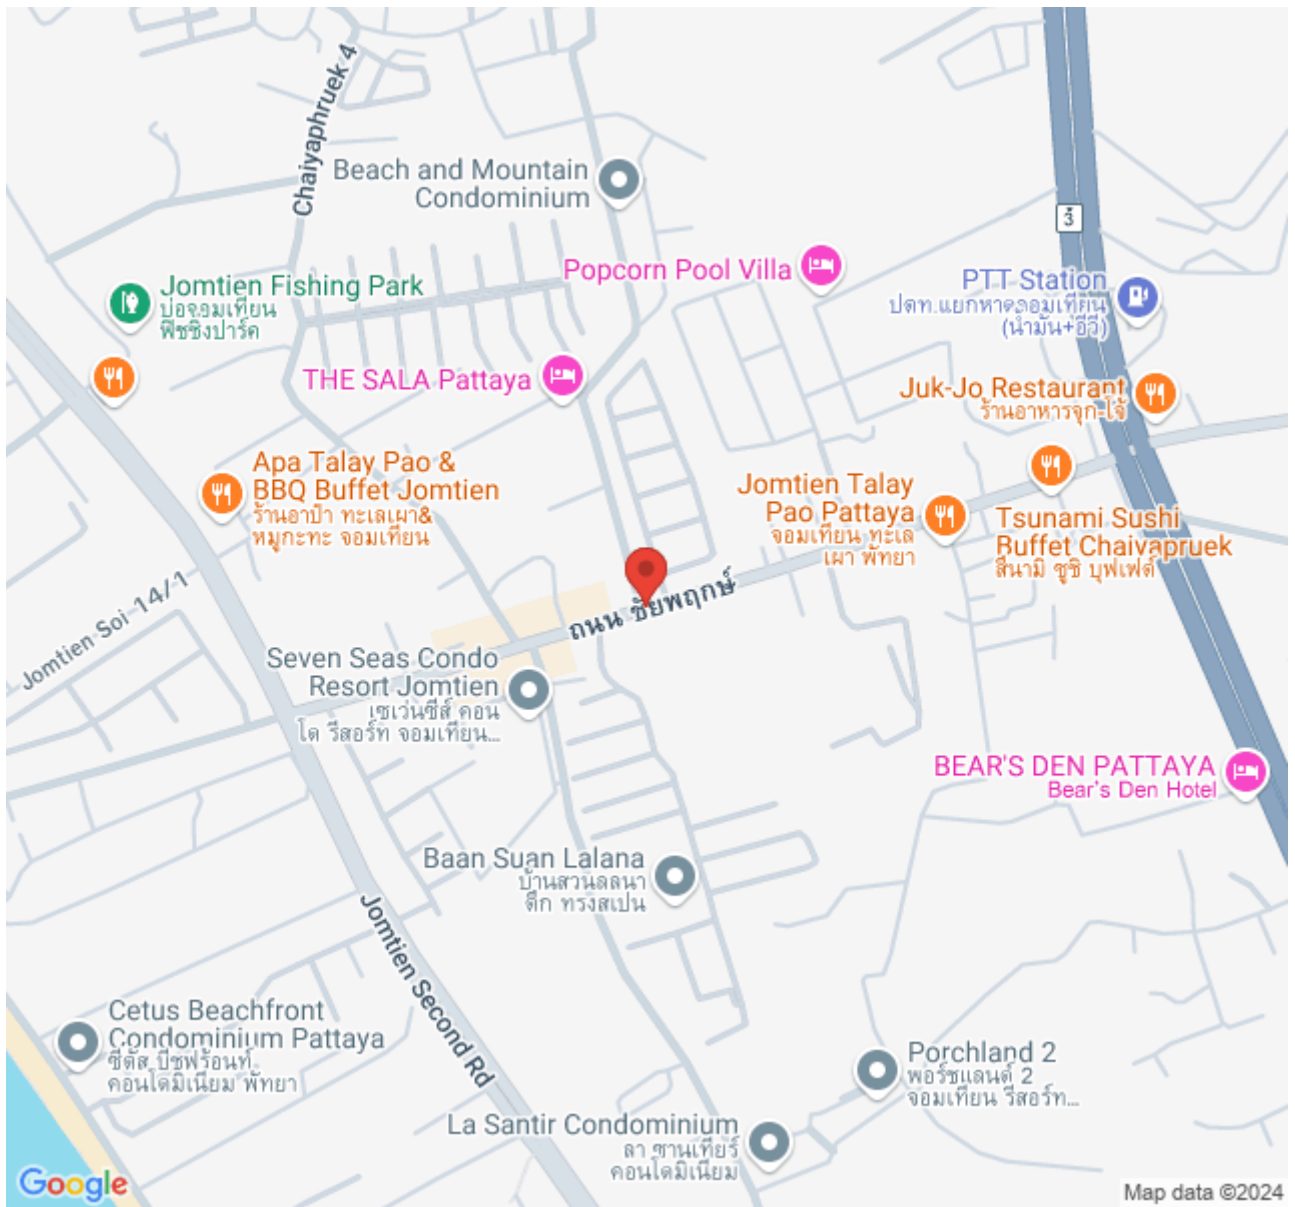 Chaiyaphruek 4
Beach and Mountain
Condominium
3
Popcorn Pool Villa
PTT Station
ปตท.แยกหาดจอมเทียน
(น้ำมัน+อีวี)
Jomtien Fishing Park
บ่อจอมเทียน
ฟิชชิ่งปาร์ค
THE SALA Pattaya
Juk-Jo Restaurant
ร้านอาหารจุก-โจ้
Apa Talay Pao &
BBQ Buffet Jomtien
ร้านอาป๋า ทะเลเผา&
หมูกะทะ จอมเทียน
Jomtien Talay
Pao Pattaya
จอมเทียน ทะเล
เผา พัทยา
Tsunami Sushi
Buffet Chaiyapruek
สึนามิ ซูชิ บุฟเฟ่ต์
ถนน ชัยพฤกษ์
Jomtien Soi 14/1
Seven Seas Condo
Resort Jomtien
เซเว่นซีส์ คอน
โด รีสอร์ท จอมเทียน...
BEAR'S DEN PATTAYA
Bear's Den Hotel
Baan Suan Lalana
บ้านสวนลลนา
ตึก ทรงสเปน
Jomtien Second Rd
Cetus Beachfront
Condominium Pattaya
ซีตัส บีชฟร้อนท์
คอนโดมิเนียม พัทยา
Porchland 2
พอร์ชแลนด์ 2
จอมเทียน รีสอร์ท...
La Santir Condominium
ลา ซานเทียร์
คอนโดมิเนียม
Google
Map data ©2024